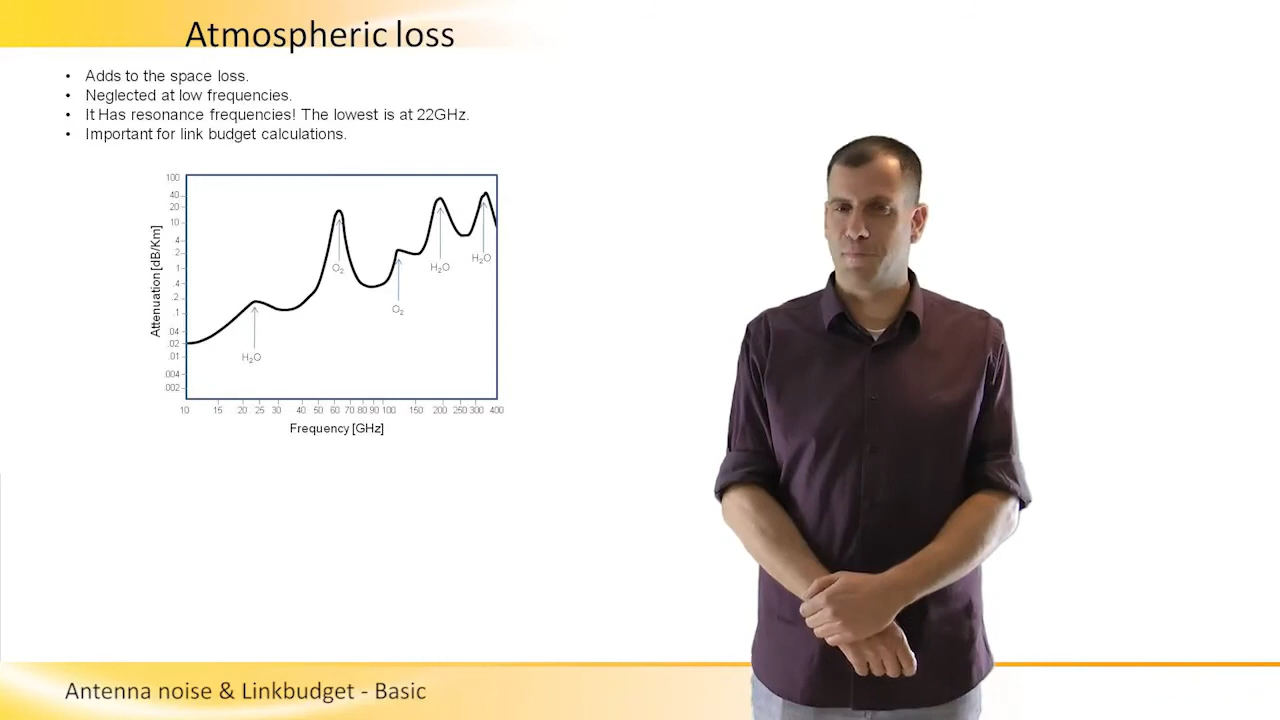 Atmospheric loss
• Adds to the space loss.
• Neglected at low frequencies.
• It Has resonance frequencies! The lowest is at 22GHz.
• Important for link budget calculations.
100
40
20
10
4
2
1
.4
.2
.1
.04
.02
.01
.004
.002
Attenuation [dB/Km]
H₂O
O₂
O₂
H₂O
H₂O
10 15 20 25 30 40 50 60 70 80 90 100 150 200 250 300 400
Frequency [GHz]
Antenna noise & Linkbudget - Basic